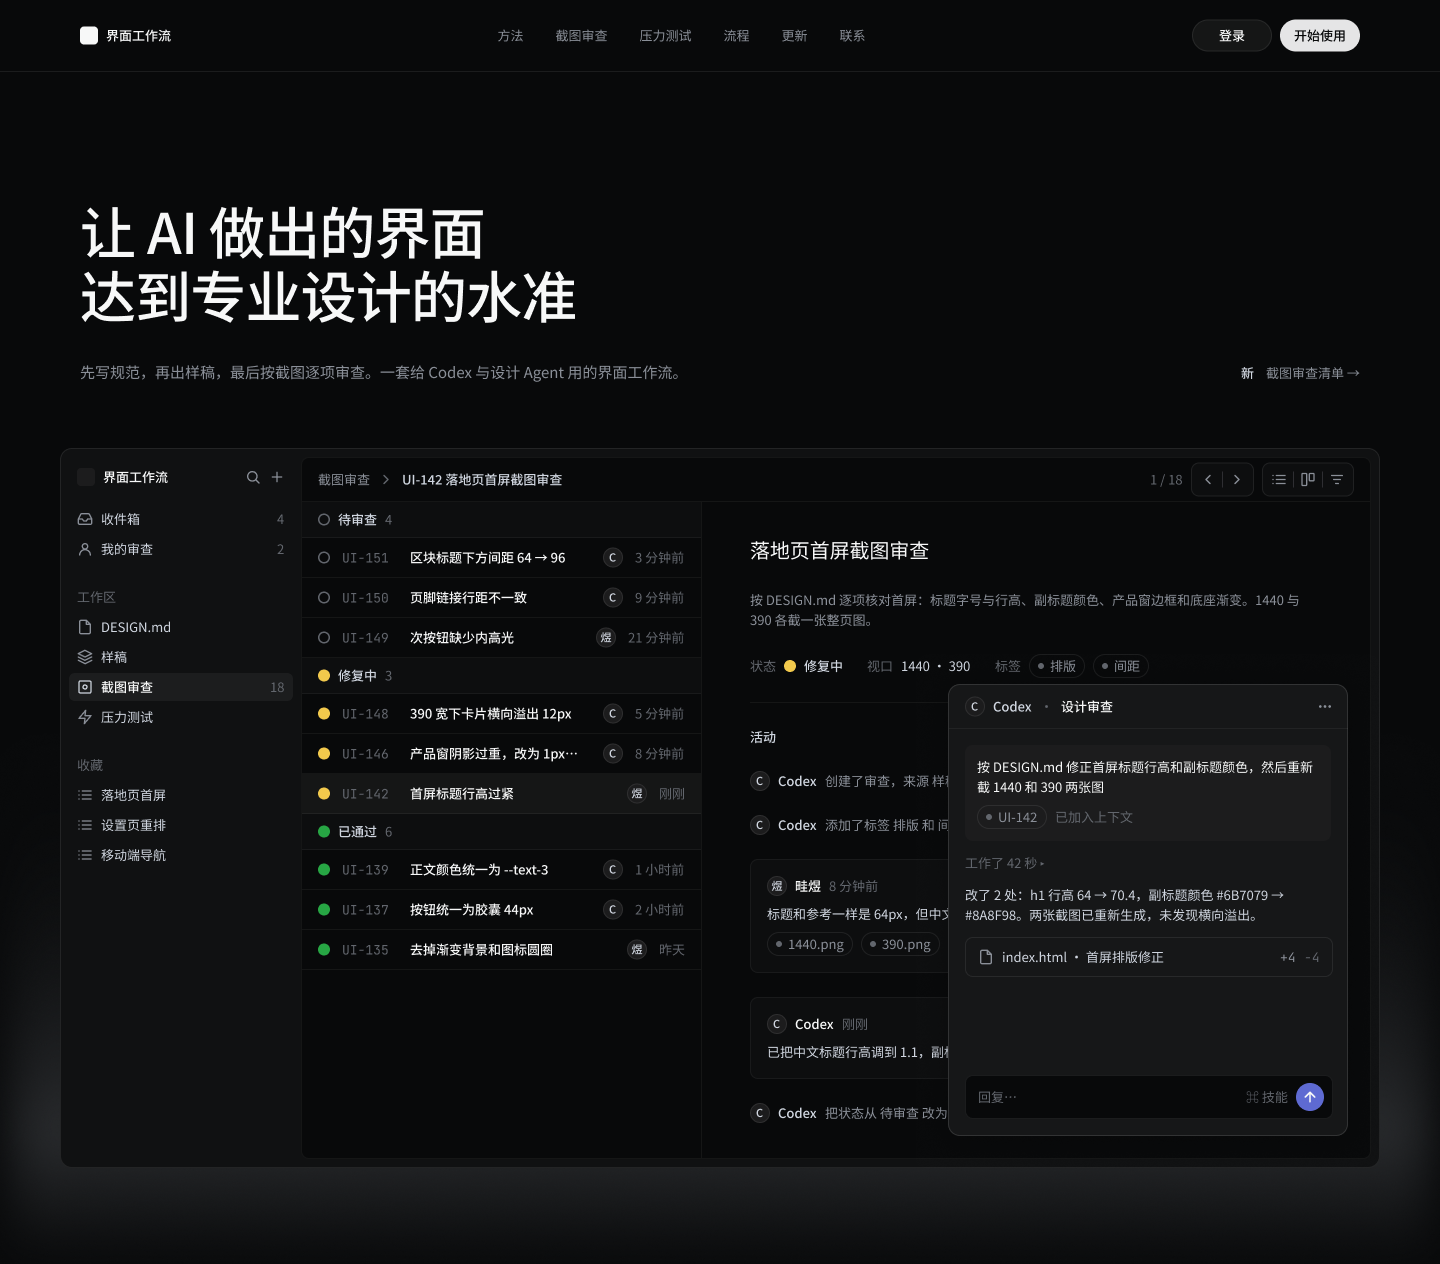 界面工作流
方法 截图审查 压力测试 流程 更新 联系
登录 开始使用
让 AI 做出的界面
达到专业设计的水准
先写规范，再出样稿，最后按截图逐项审查。一套给 Codex 与设计 Agent 用的界面工作流。
新 截图审查清单 →
界面工作流
收件箱 4
我的审查 2
工作区
DESIGN.md
样稿
截图审查 18
压力测试
收藏
落地页首屏
设置页重排
移动端导航
截图审查 > UI-142 落地页首屏截图审查
1 / 18
待审查 4
UI-151 区块标题下方间距 64 → 96 C 3 分钟前
UI-150 页脚链接行距不一致 C 9 分钟前
UI-149 次按钮缺少内高光 煜 21 分钟前
修复中 3
UI-148 390 宽下卡片横向溢出 12px C 5 分钟前
UI-146 产品窗阴影过重，改为 1px… C 8 分钟前
UI-142 首屏标题行高过紧 煜 刚刚
已通过 6
UI-139 正文颜色统一为 --text-3 C 1 小时前
UI-137 按钮统一为胶囊 44px C 2 小时前
UI-135 去掉渐变背景和图标圆圈 煜 昨天
落地页首屏截图审查
按 DESIGN.md 逐项核对首屏：标题字号与行高、副标题颜色、产品窗边框和底座渐变。1440 与
390 各截一张整页图。
状态 修复中 视口 1440 · 390 标签 排版 间距
活动
C Codex 创建了审查，来源 样
C Codex 添加了标签 排版 和
煜 畦煜 8 分钟前
标题和参考一样是 64px，但中
1440.png 390.png
C Codex 刚刚
已把中文标题行高调到 1.1，副
C Codex 把状态从 待审查 改为
C Codex · 设计审查 ···
按 DESIGN.md 修正首屏标题行高和副标题颜色，然后重新
截 1440 和 390 两张图
UI-142 已加入上下文
工作了 42 秒 ▸
改了 2 处：h1 行高 64 → 70.4，副标题颜色 #6B7079 →
#8A8F98。两张截图已重新生成，未发现横向溢出。
index.html · 首屏排版修正 +4 -4
回复… ⌘ 技能